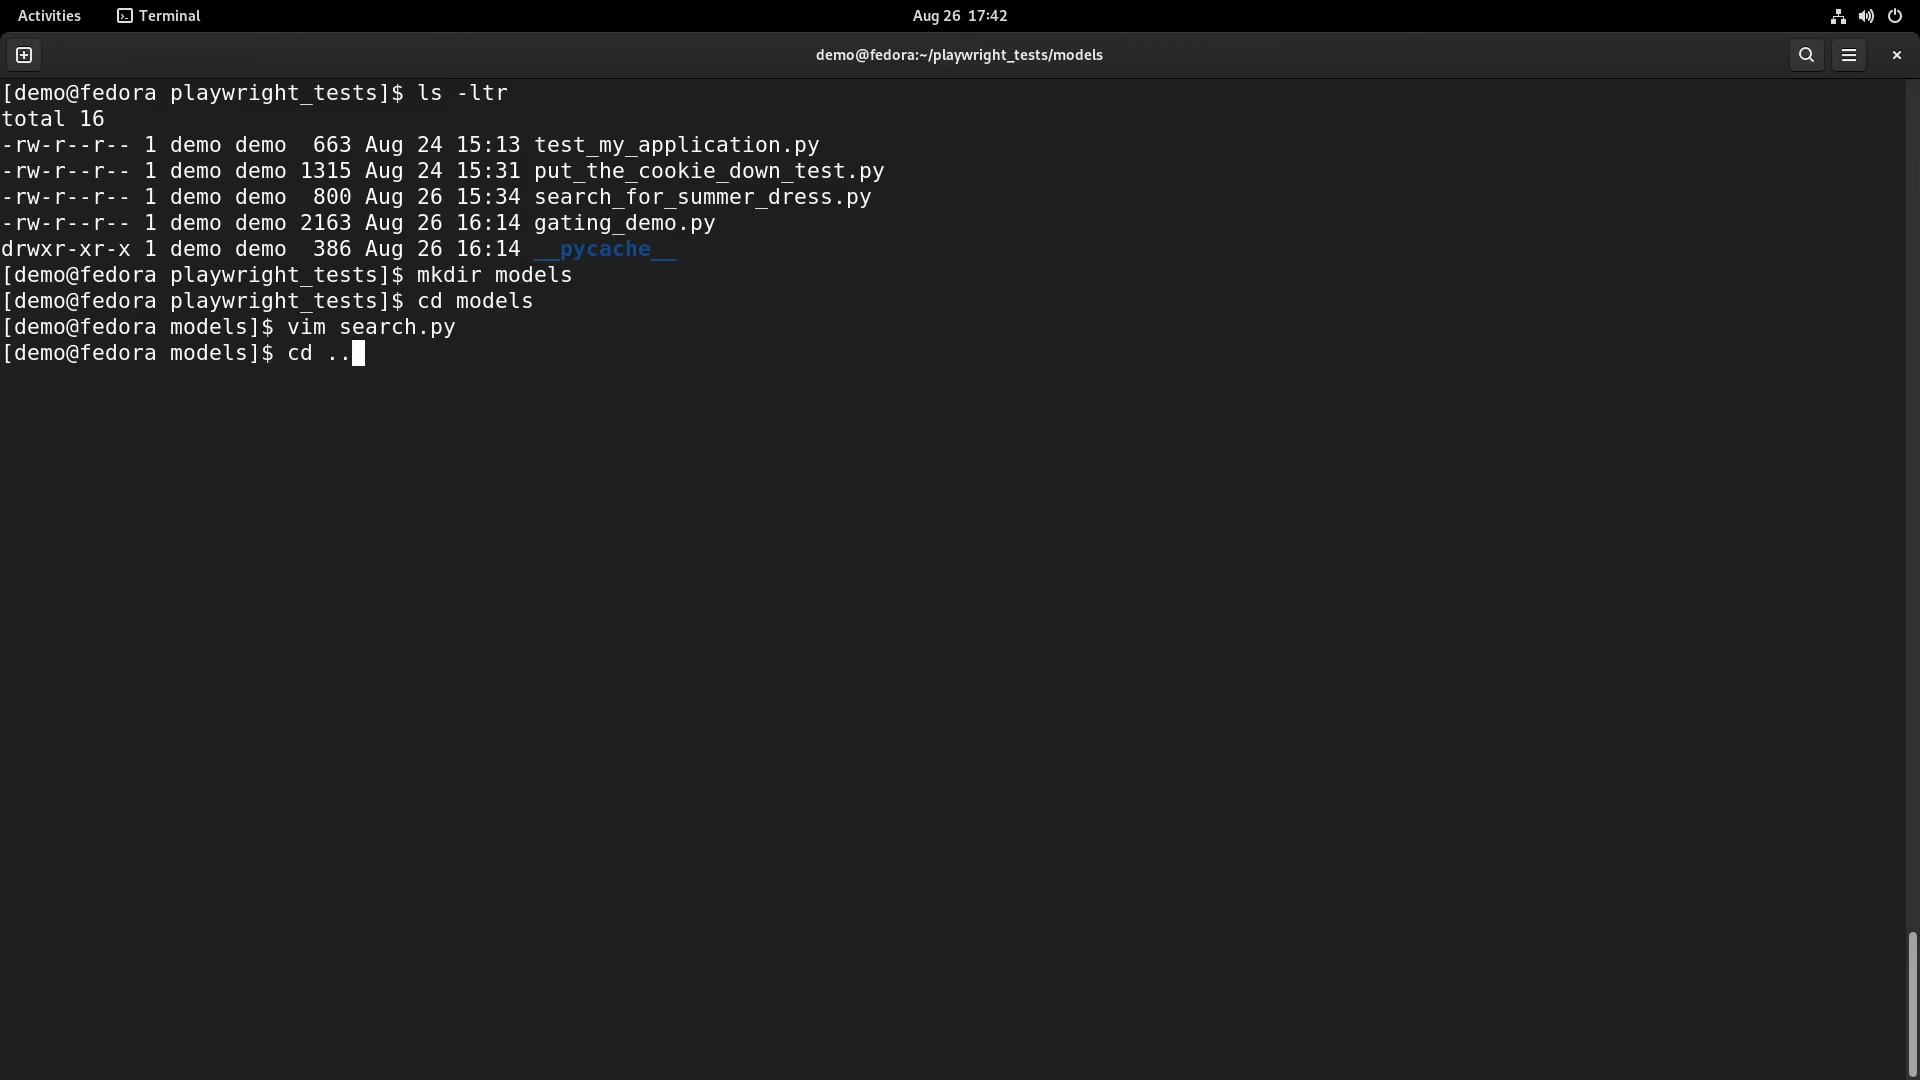 Activities Terminal Aug 26 17:42
demo@fedora:~/playwright_tests/models
[demo@fedora playwright_tests]$ ls -ltr
total 16
-rw-r--r-- 1 demo demo  663 Aug 24 15:13 test_my_application.py
-rw-r--r-- 1 demo demo 1315 Aug 24 15:31 put_the_cookie_down_test.py
-rw-r--r-- 1 demo demo  800 Aug 26 15:34 search_for_summer_dress.py
-rw-r--r-- 1 demo demo 2163 Aug 26 16:14 gating_demo.py
drwxr-xr-x 1 demo demo  386 Aug 26 16:14 __pycache__
[demo@fedora playwright_tests]$ mkdir models
[demo@fedora playwright_tests]$ cd models
[demo@fedora models]$ vim search.py
[demo@fedora models]$ cd ..